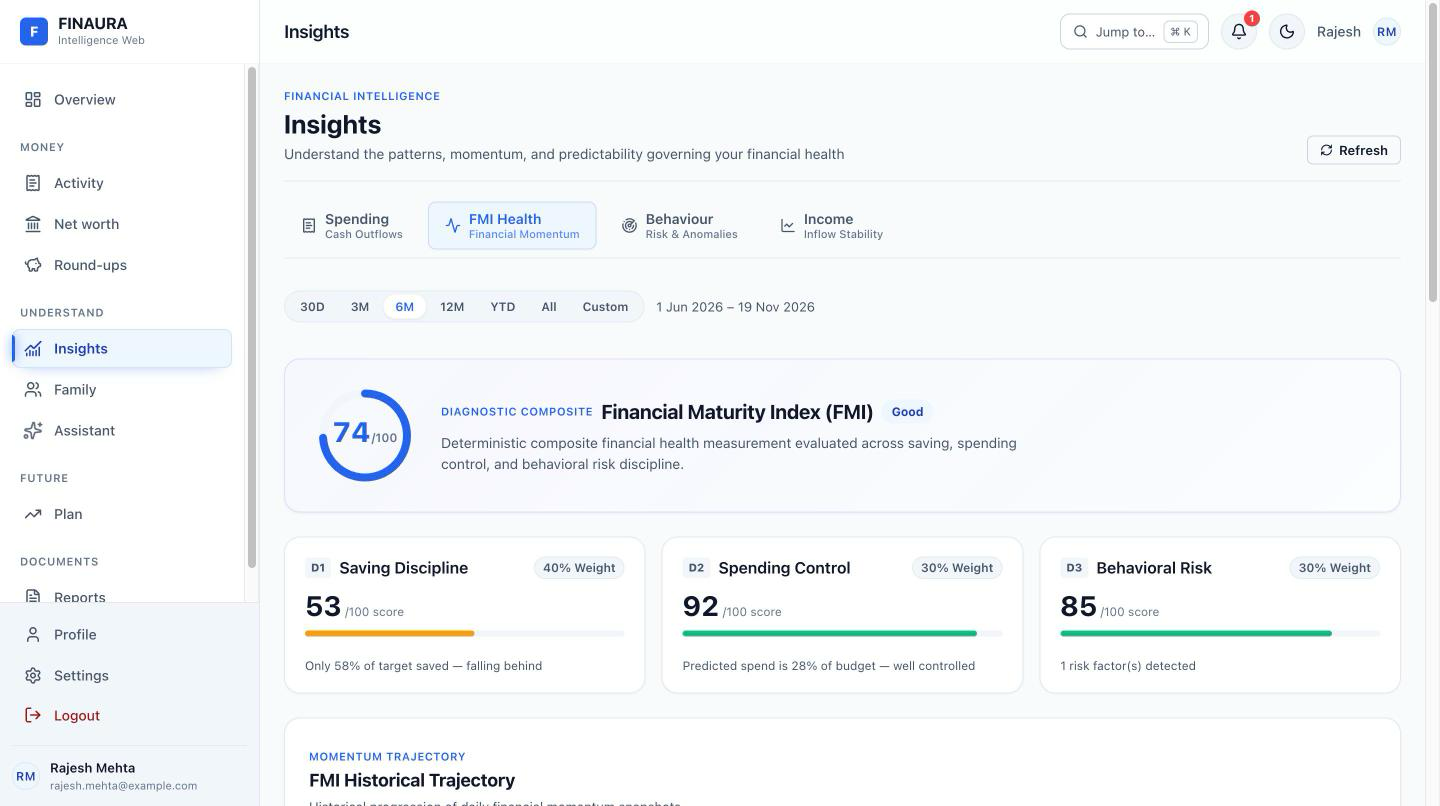 F
FINAURA
Intelligence Web
Overview
MONEY
Activity
Net worth
Round-ups
UNDERSTAND
Insights
Family
Assistant
FUTURE
Plan
DOCUMENTS
Reports
Profile
Settings
Logout
RM
Rajesh Mehta
rajesh.mehta@example.com
Insights
Jump to...
⌘ K
1
Rajesh
RM
FINANCIAL INTELLIGENCE
Insights
Understand the patterns, momentum, and predictability governing your financial health
Refresh
Spending
Cash Outflows
FMI Health
Financial Momentum
Behaviour
Risk & Anomalies
Income
Inflow Stability
30D 3M 6M 12M YTD All Custom
1 Jun 2026 – 19 Nov 2026
74/100
DIAGNOSTIC COMPOSITE Financial Maturity Index (FMI) Good
Deterministic composite financial health measurement evaluated across saving, spending
control, and behavioral risk discipline.
D1 Saving Discipline 40% Weight
53 /100 score
Only 58% of target saved — falling behind
D2 Spending Control 30% Weight
92 /100 score
Predicted spend is 28% of budget — well controlled
D3 Behavioral Risk 30% Weight
85 /100 score
1 risk factor(s) detected
MOMENTUM TRAJECTORY
FMI Historical Trajectory
Historical progression of daily financial momentum snapshots